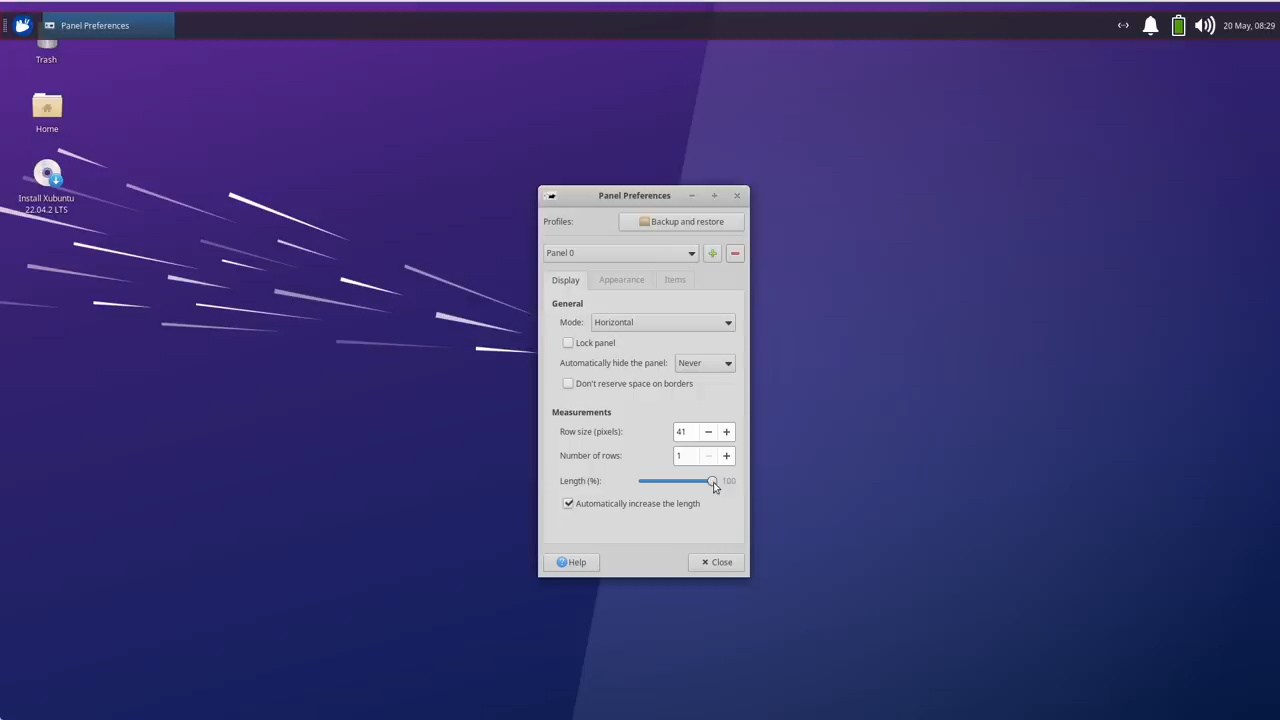 Panel Preferences
20 May, 08:29
Trash
Home
Install Xubuntu
22.04.2 LTS
Panel Preferences
Profiles:
Backup and restore
Panel 0
Display
Appearance
Items
General
Mode:
Horizontal
Lock panel
Automatically hide the panel:
Never
Don't reserve space on borders
Measurements
Row size (pixels):
41
Number of rows:
1
Length (%):
100
Automatically increase the length
Help
Close